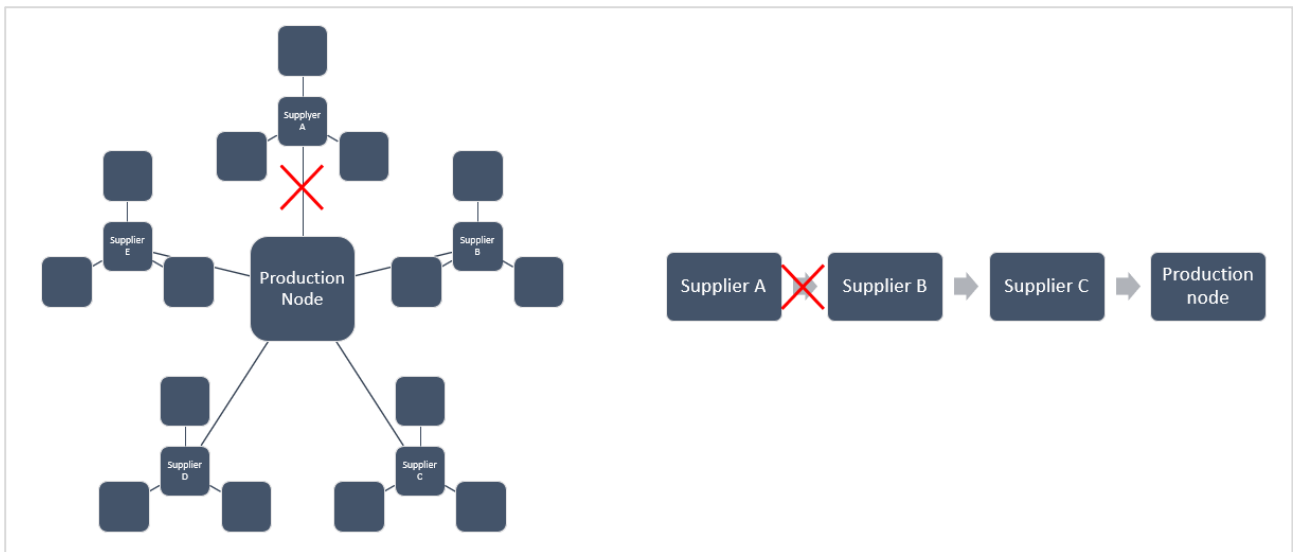 Supplyer
A
Supplier
E
Supplier
B
Production
Node
Supplier
D
Supplier
C
Supplier A
Supplier B
Supplier C
Production
node